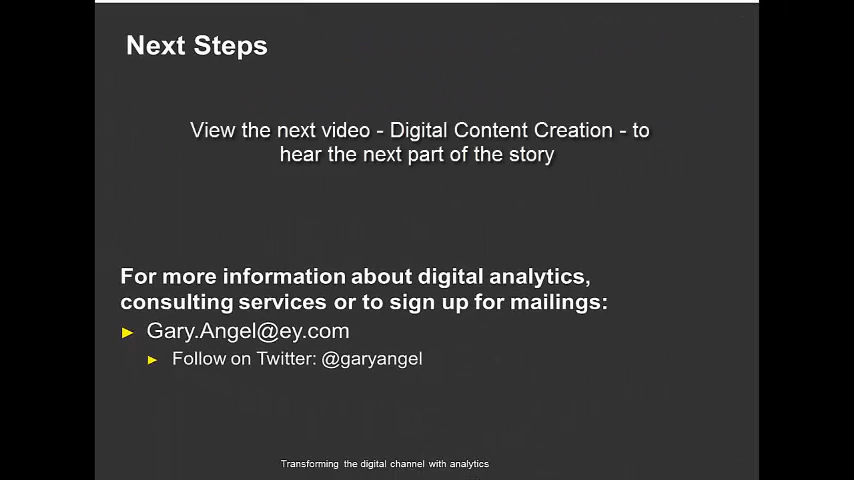 Next Steps
View the next video - Digital Content Creation - to
hear the next part of the story
For more information about digital analytics,
consulting services or to sign up for mailings:
► Gary.Angel@ey.com
► Follow on Twitter: @garyangel
Transforming the digital channel with analytics